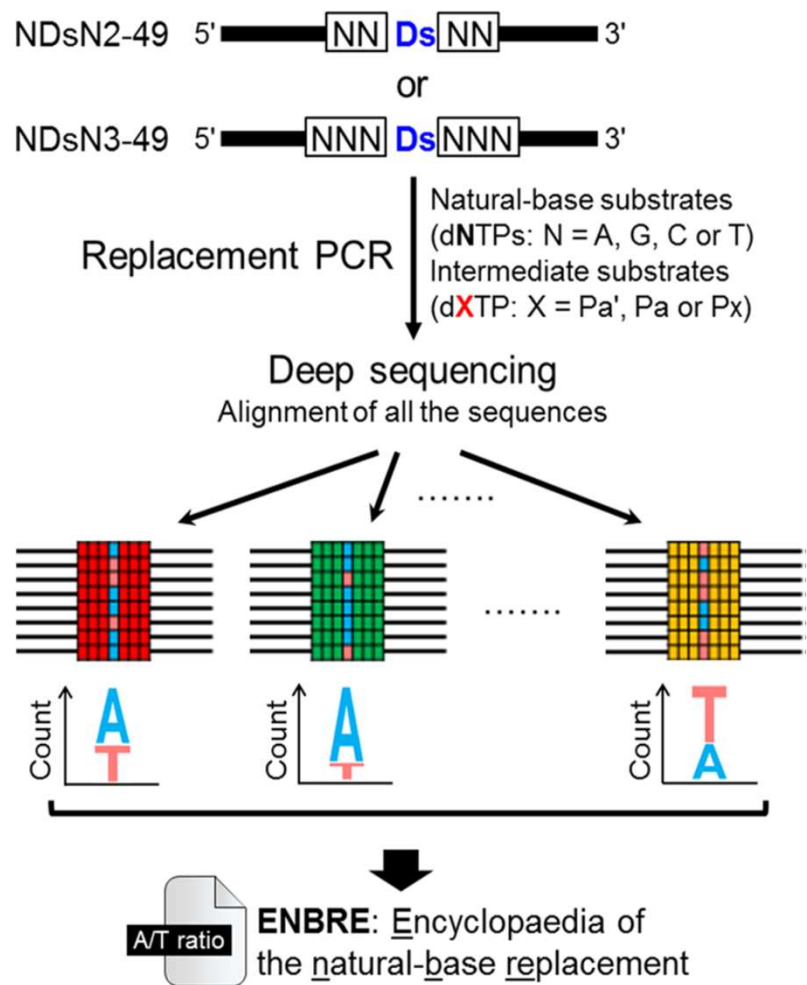 NDsN2-49 5' NN Ds NN 3'
or
NDsN3-49 5' NNN Ds NNN 3'
Replacement PCR
Natural-base substrates
(dNTPs: N = A, G, C or T)
Intermediate substrates
(dXTP: X = Pa', Pa or Px)
Deep sequencing
Alignment of all the sequences
.......
.......
Count A T
Count A T
Count T A
A/T ratio
ENBRE: Encyclopaedia of
the natural-base replacement